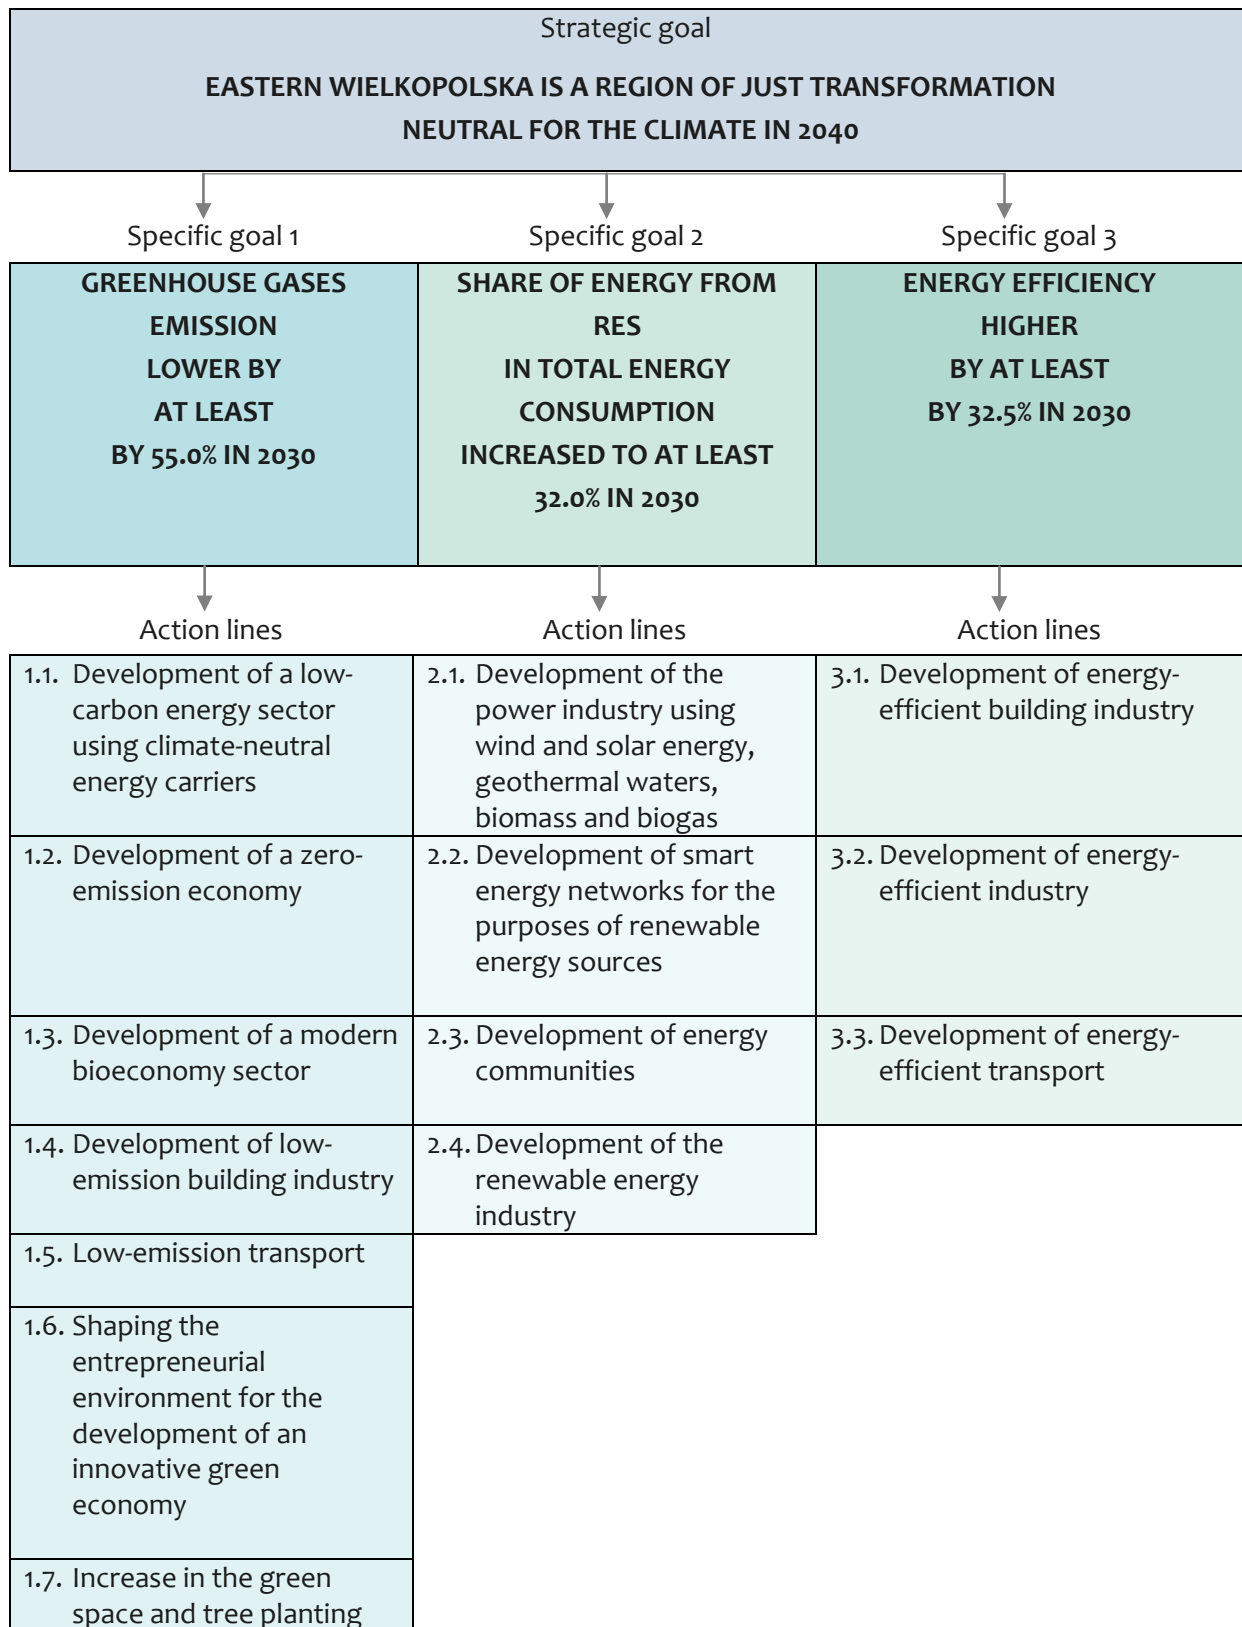 Strategic goal
EASTERN WIELKOPOLSKA IS A REGION OF JUST TRANSFORMATION
NEUTRAL FOR THE CLIMATE IN 2040
Specific goal 1
Specific goal 2
Specific goal 3
GREENHOUSE GASES
EMISSION
LOWER BY
AT LEAST
BY 55.0% IN 2030
SHARE OF ENERGY FROM
RES
IN TOTAL ENERGY
CONSUMPTION
INCREASED TO AT LEAST
32.0% IN 2030
ENERGY EFFICIENCY
HIGHER
BY AT LEAST
BY 32.5% IN 2030
Action lines
Action lines
Action lines
1.1. Development of a low-
carbon energy sector
using climate-neutral
energy carriers
2.1. Development of the
power industry using
wind and solar energy,
geothermal waters,
biomass and biogas
3.1. Development of energy-
efficient building industry
1.2. Development of a zero-
emission economy
2.2. Development of smart
energy networks for the
purposes of renewable
energy sources
3.2. Development of energy-
efficient industry
1.3. Development of a modern
bioeconomy sector
2.3. Development of energy
communities
3.3. Development of energy-
efficient transport
1.4. Development of low-
emission building industry
2.4. Development of the
renewable energy
industry
1.5. Low-emission transport
1.6. Shaping the
entrepreneurial
environment for the
development of an
innovative green
economy
1.7. Increase in the green
space and tree planting